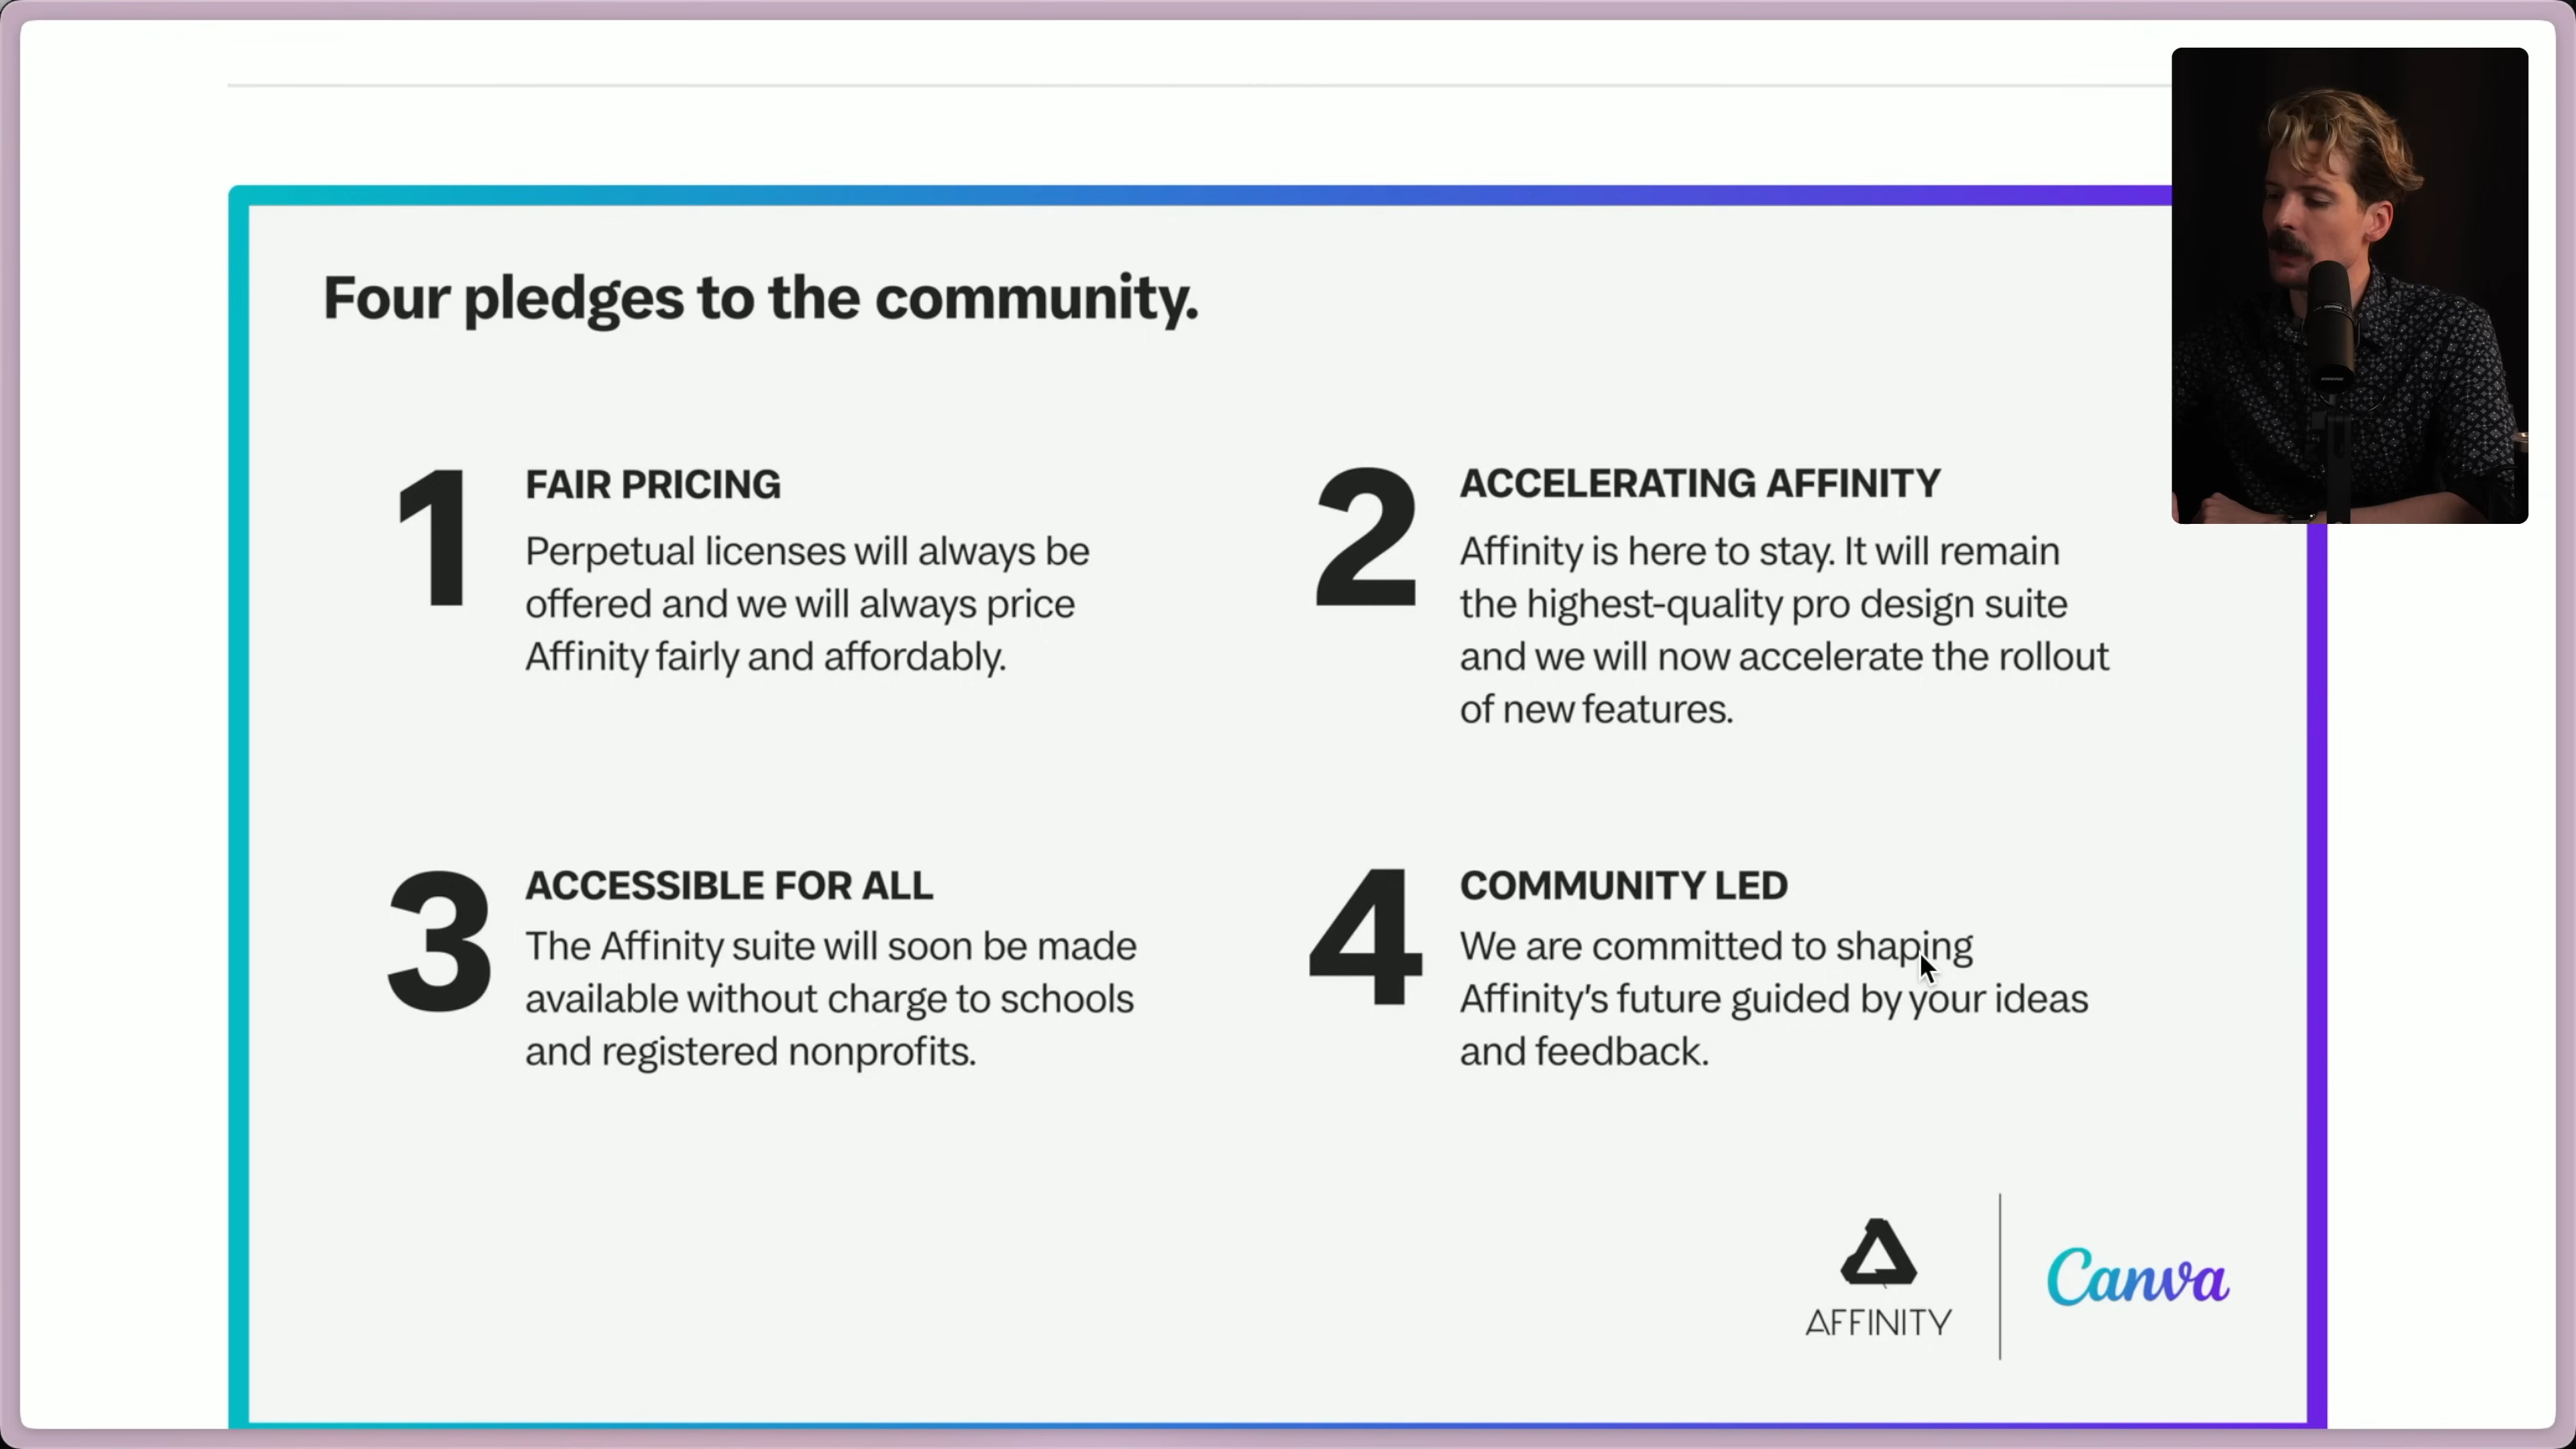 Four pledges to the community.
1
FAIR PRICING
Perpetual licenses will always be
offered and we will always price
Affinity fairly and affordably.
2
ACCELERATING AFFINITY
Affinity is here to stay. It will remain
the highest-quality pro design suite
and we will now accelerate the rollout
of new features.
3
ACCESSIBLE FOR ALL
The Affinity suite will soon be made
available without charge to schools
and registered nonprofits.
4
COMMUNITY LED
We are committed to shaping
Affinity’s future guided by your ideas
and feedback.
AFFINITY
Canva